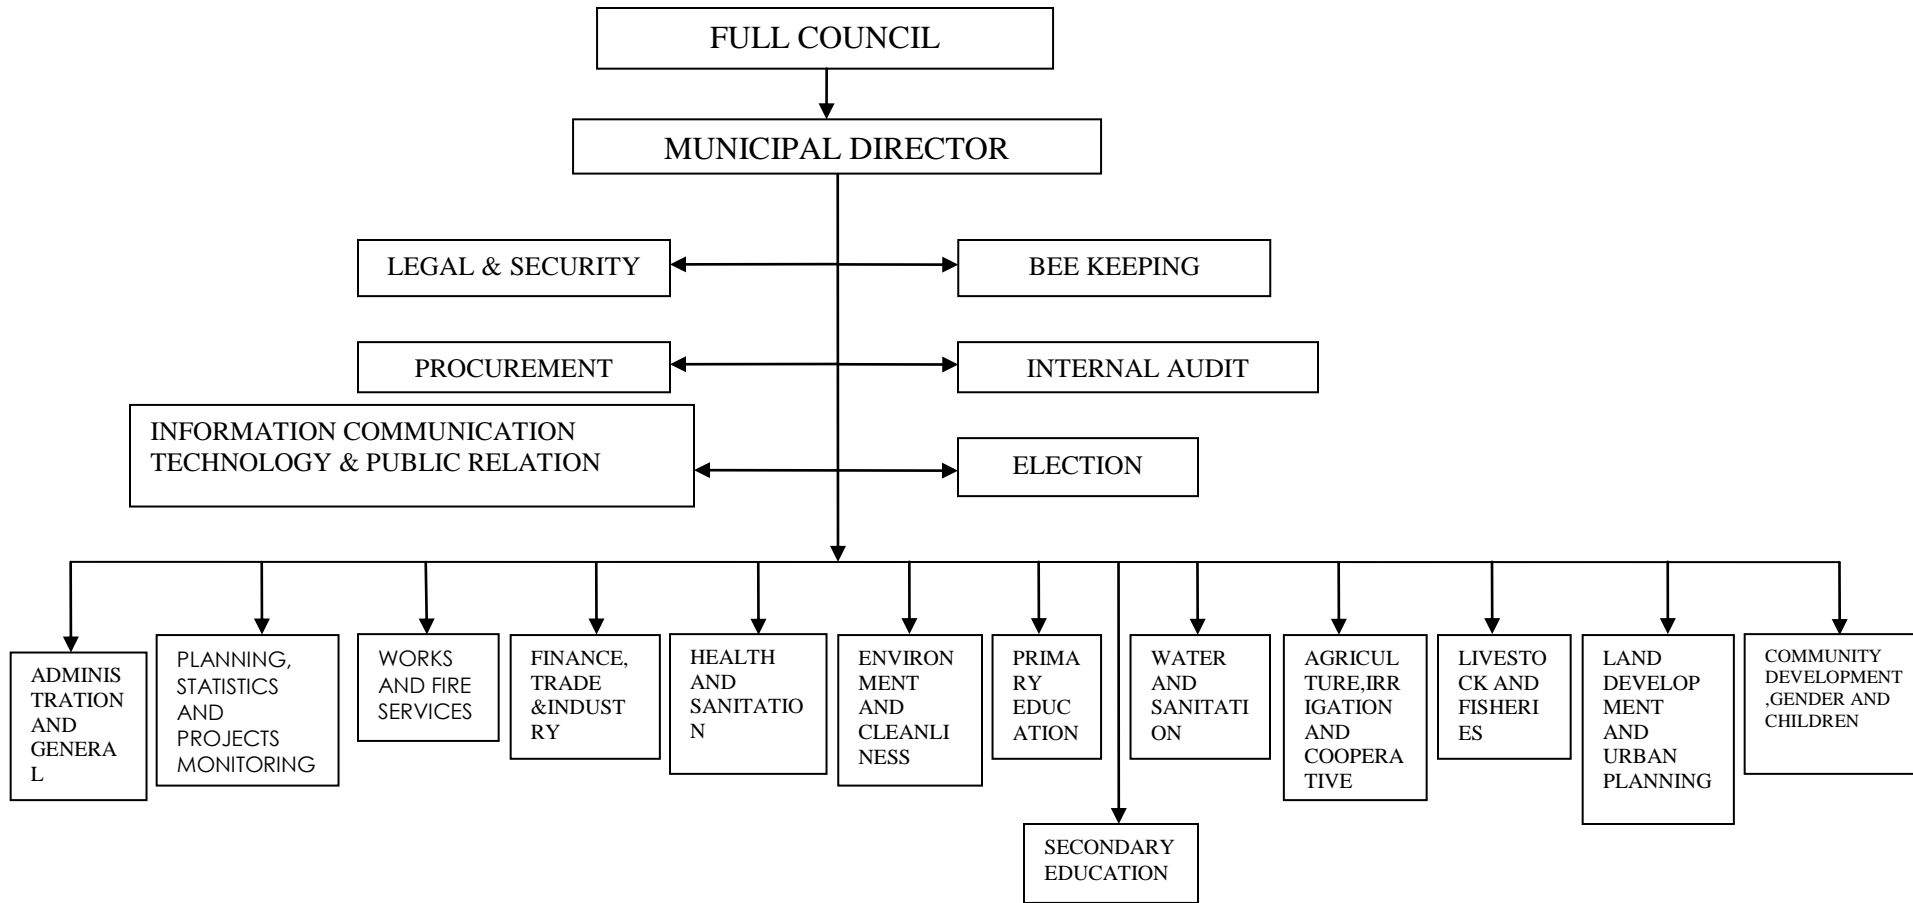 FULL COUNCIL
MUNICIPAL DIRECTOR
LEGAL & SECURITY
BEE KEEPING
PROCUREMENT
INTERNAL AUDIT
INFORMATION COMMUNICATION
TECHNOLOGY & PUBLIC RELATION
ELECTION
ADMINIS
TRATION
AND
GENERA
L
PLANNING,
STATISTICS
AND
PROJECTS
MONITORING
WORKS
AND FIRE
SERVICES
FINANCE,
TRADE
&INDUST
RY
HEALTH
AND
SANITATIO
N
ENVIRON
MENT
AND
CLEANLI
NESS
PRIMA
RY
EDUC
ATION
WATER
AND
SANITATI
ON
AGRICUL
TURE,IRR
IGATION
AND
COOPERA
TIVE
LIVESTO
CK AND
FISHERI
ES
LAND
DEVELOP
MENT
AND
URBAN
PLANNING
COMMUNITY
DEVELOPMENT
,GENDER AND
CHILDREN
SECONDARY
EDUCATION